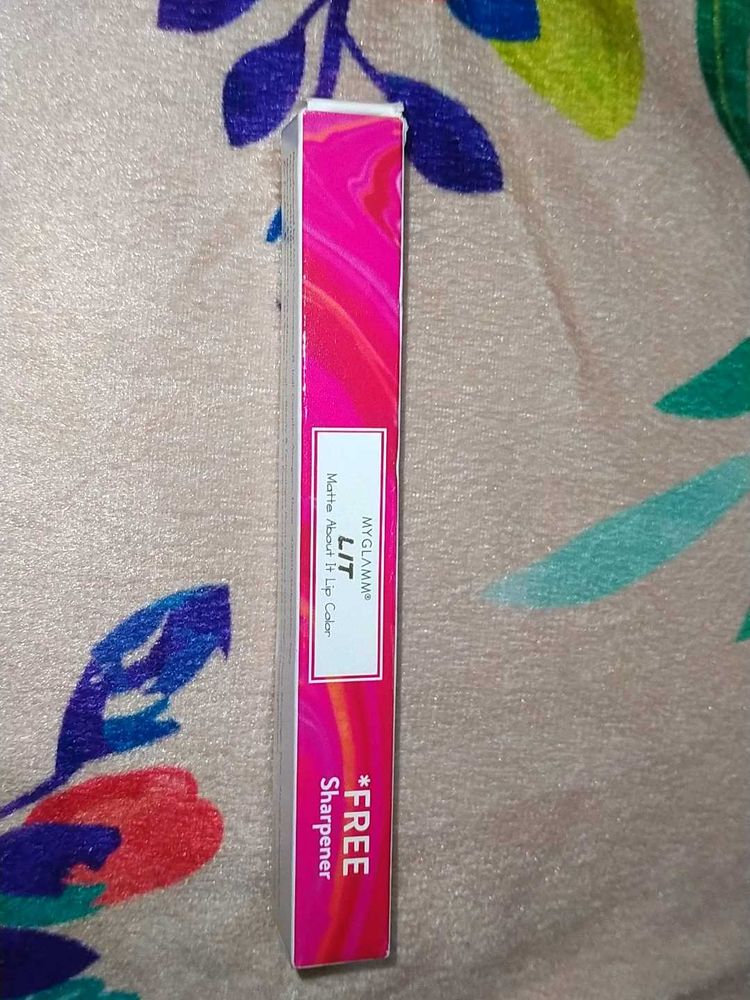 MYGLAMM®
LIT
Matte About It Lip Color
*FREE
Sharpener